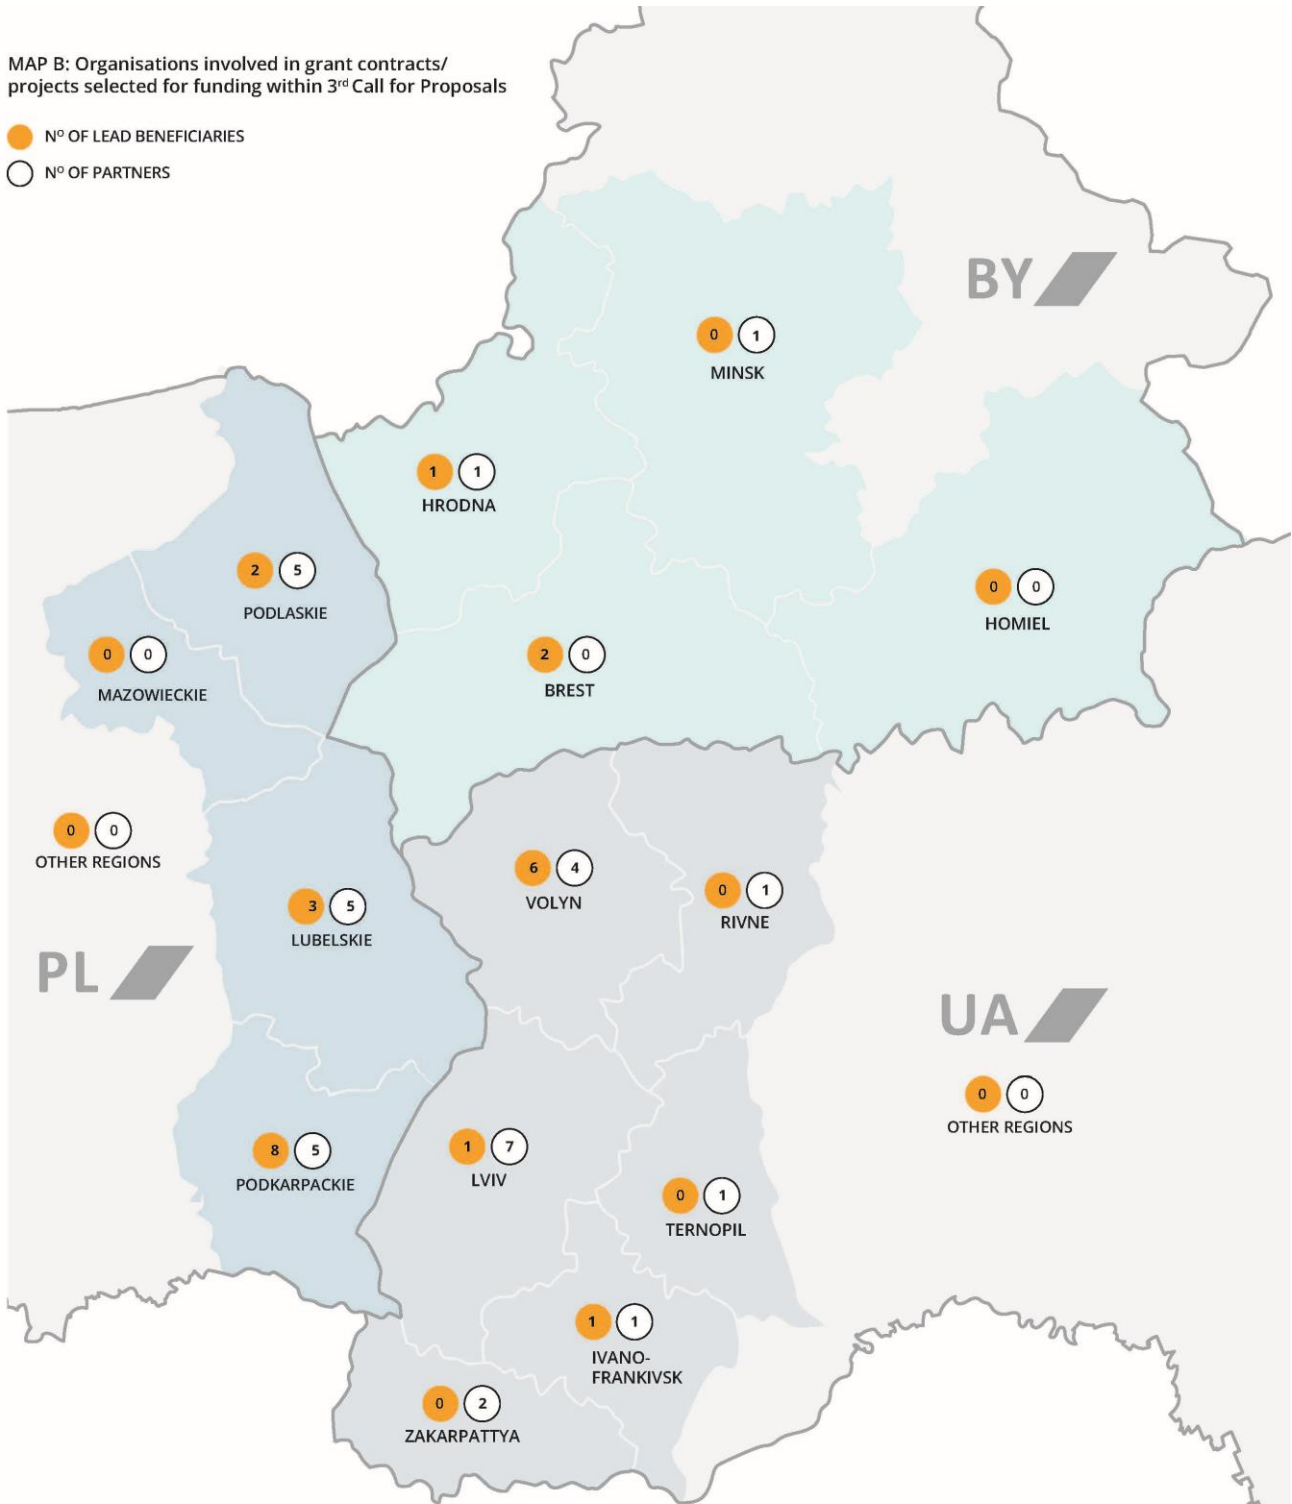 MAP B: Organisations involved in grant contracts/
projects selected for funding within 3rd Call for Proposals
Nº OF LEAD BENEFICIARIES
Nº OF PARTNERS
BY
0 1
MINSK
1 1
HRODNA
2 5
PODLASKIE
0 0
HOMIEL
0 0
MAZOWIECKIE
2 0
BREST
0 0
OTHER REGIONS
6 4
VOLYN
0 1
RIVNE
3 5
LUBELSKIE
PL
UA
0 0
OTHER REGIONS
8 5
PODKARPACKIE
1 7
LVIV
0 1
TERNOPIL
1 1
IVANO-
FRANKIVSK
0 2
ZAKARPATTYA